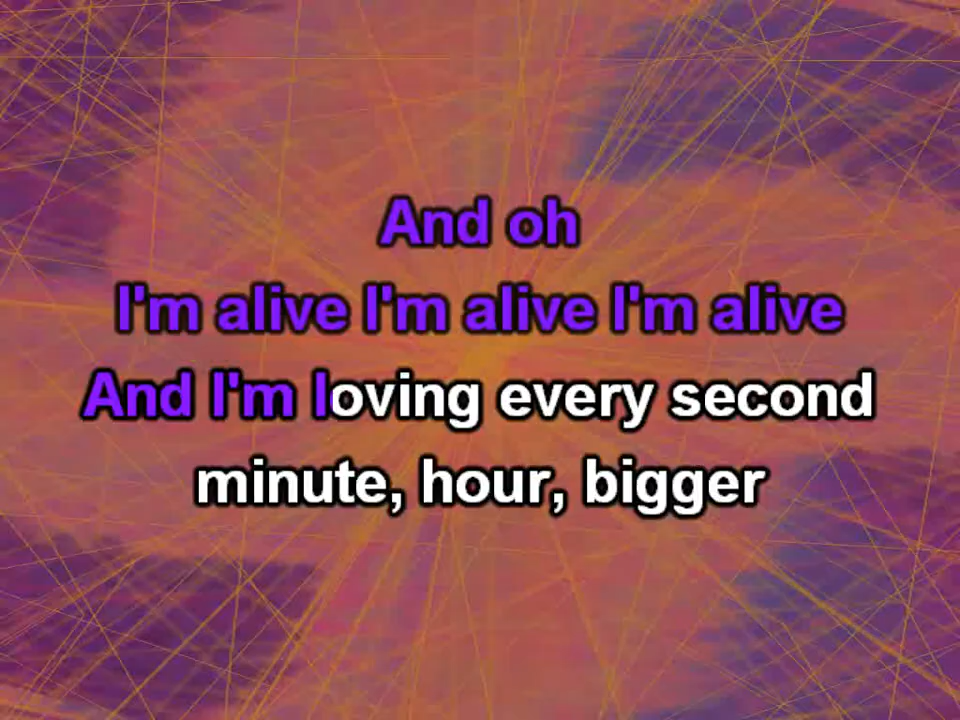 And oh
I'm alive I'm alive I'm alive
And I'm loving every second
minute, hour, bigger